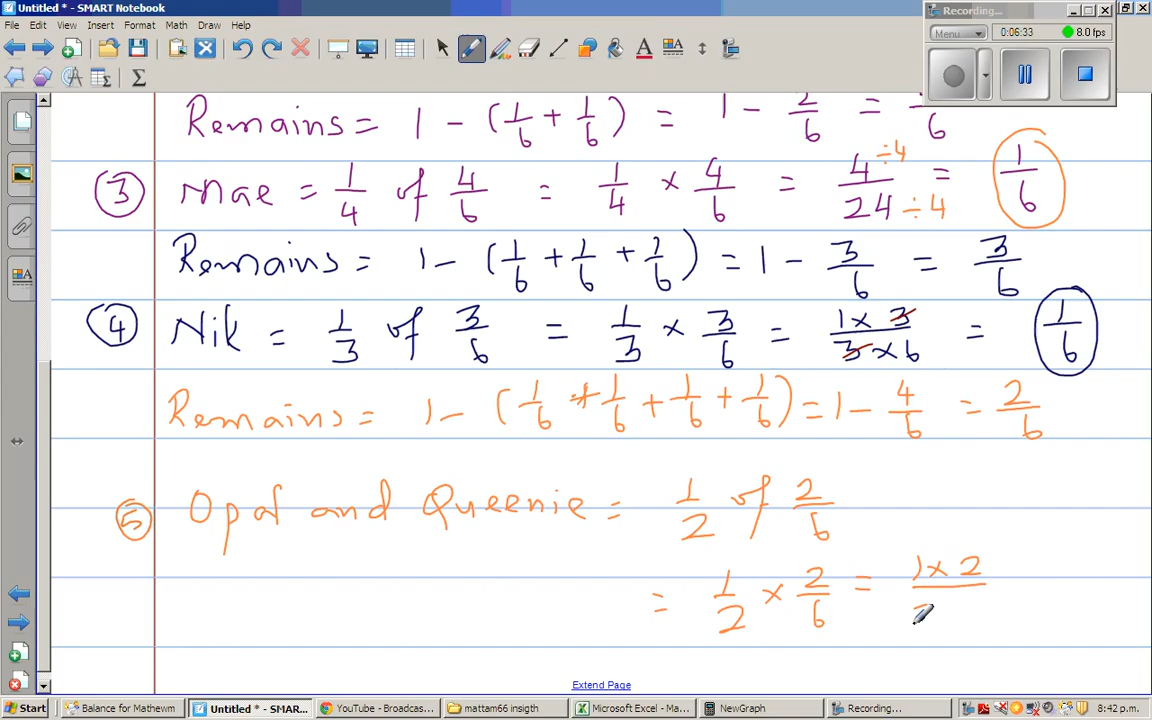 Untitled * - SMART Notebook
Recording...
File Edit View Insert Format Math Draw Help
Menu 0:06:33 8.0 fps
Remains = 1 - (1/6 + 1/6) = 1 - 2/6 = /6
3 Mae = 1/4 of 4/6 = 1/4 × 4/6 = 4/24 ÷4 ÷4 = 1/6
Remains = 1 - (1/6 + 1/6 + 1/6) = 1 - 3/6 = 3/6
4 Nik = 1/3 of 3/6 = 1/3 × 3/6 = 1 × 3/3 × 6 = 1/6
Remains = 1 - (1/6 + 1/6 + 1/6 + 1/6) = 1 - 4/6 = 2/6
5 Opal and Queenie = 1/2 of 2/6
= 1/2 × 2/6 = 1 × 2
Extend Page
Start Balance for Mathewm Untitled * - SMAR... YouTube - Broadcast ... mattam66 insigth Microsoft Excel - Ma... NewGraph Recording... 8:42 p.m.